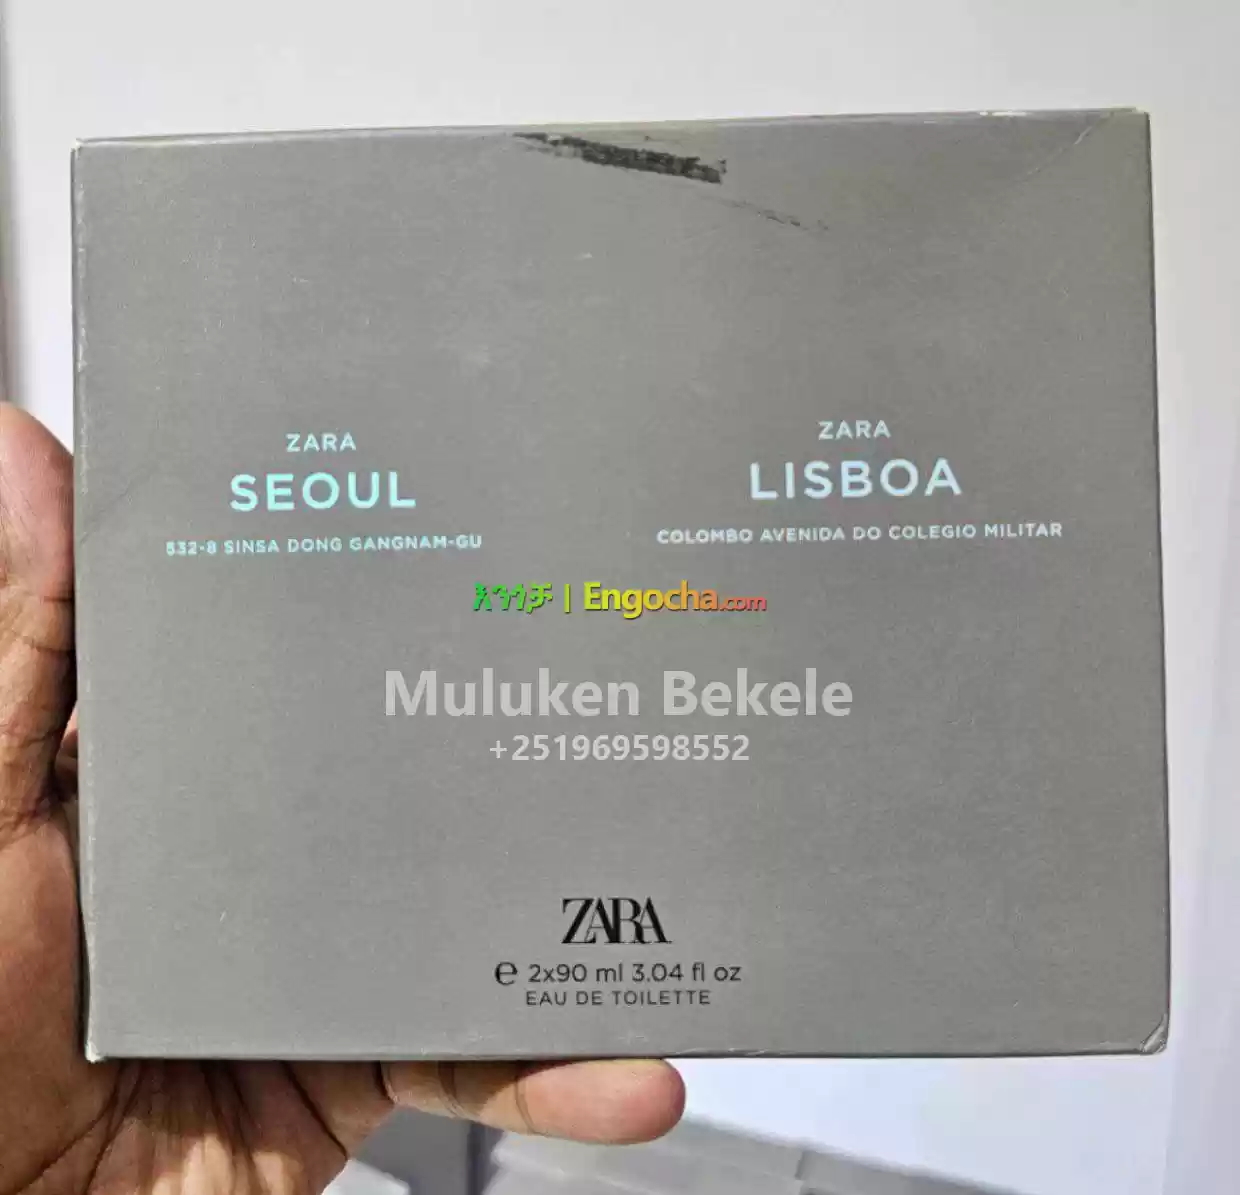 ZARA
SEOUL
532-8 SINSA DONG GANGNAM-GU
ZARA
LISBOA
COLOMBO AVENIDA DO COLEGIO MILITAR
እንጎቻ | Engocha.com
Muluken Bekele
+251969598552
ZARA
℮ 2x90 ml 3.04 fl oz
EAU DE TOILETTE